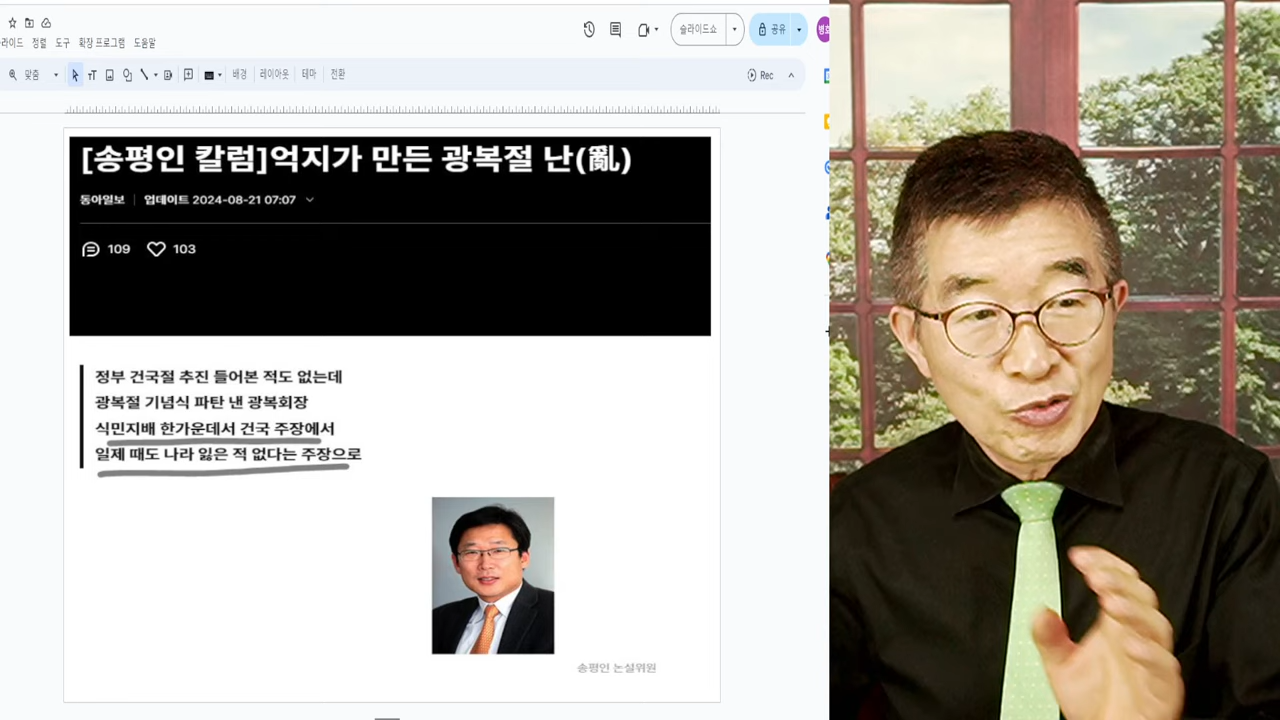 라이드 정렬 도구 확장 프로그램 도움말
슬라이드쇼
공유
맞춤
배경 레이아웃 테마 전환
Rec
[송평인 칼럼]억지가 만든 광복절 난(亂)
동아일보 업데이트 2024-08-21 07:07
109 103
정부 건국절 추진 들어본 적도 없는데
광복절 기념식 파탄 낸 광복회장
식민지배 한가운데서 건국 주장에서
일제 때도 나라 잃은 적 없다는 주장으로
송평인 논설위원